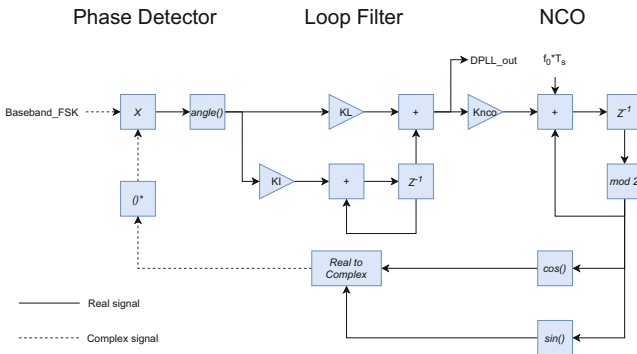 Phase Detector
Loop Filter
NCO
DPLL_out
f₀*Tₛ
Baseband_FSK
X
angle()
KL
+
Knco
+
Z⁻¹
KI
+
Z⁻¹
mod 2
()*
Real to
Complex
cos()
sin()
Real signal
Complex signal